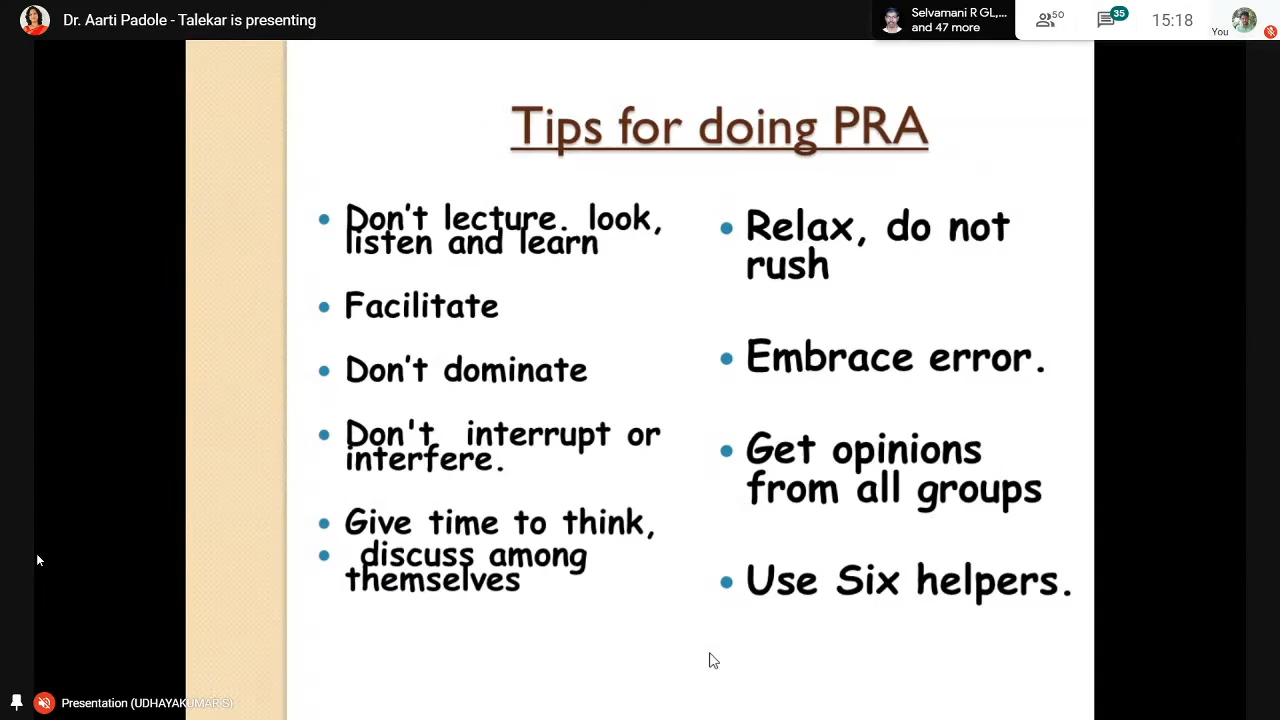 Dr. Aarti Padole - Talekar is presenting
Selvamani R GL,...
and 47 more
50
35
15:18
You
Tips for doing PRA
• Don't lecture. look,
listen and learn
• Facilitate
• Don't dominate
• Don't interrupt or
interfere.
• Give time to think,
• discuss among
themselves
• Relax, do not
rush
• Embrace error.
• Get opinions
from all groups
• Use Six helpers.
Presentation (UDHAYAKUMAR S)